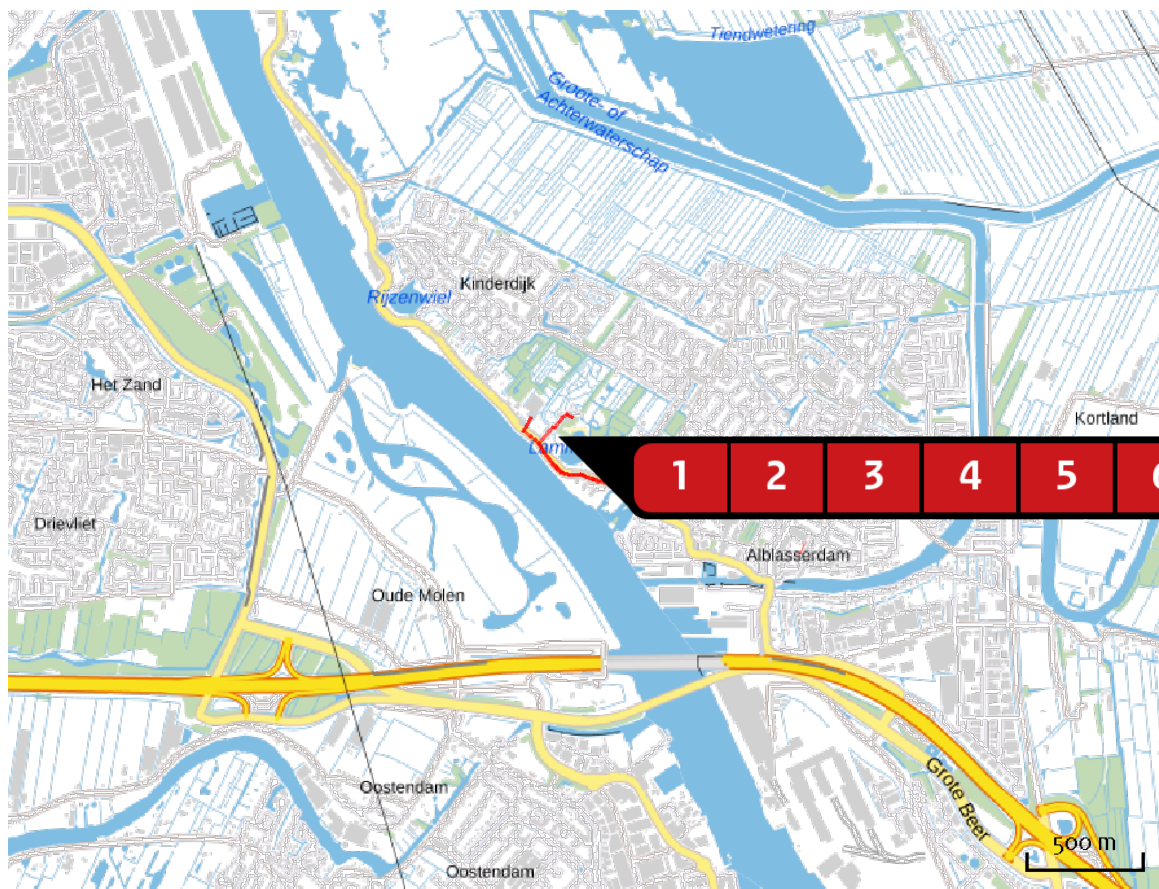 Tiendwetering
Groote- of
Achterwaterschap
Kinderdijk
Rijzenwiel
Het Zand
Kortland
1 2 3 4 5
Drievliet
Alblasserdam
Oude Molen
Oostendam
Grote Beer
500 m
Oostendam